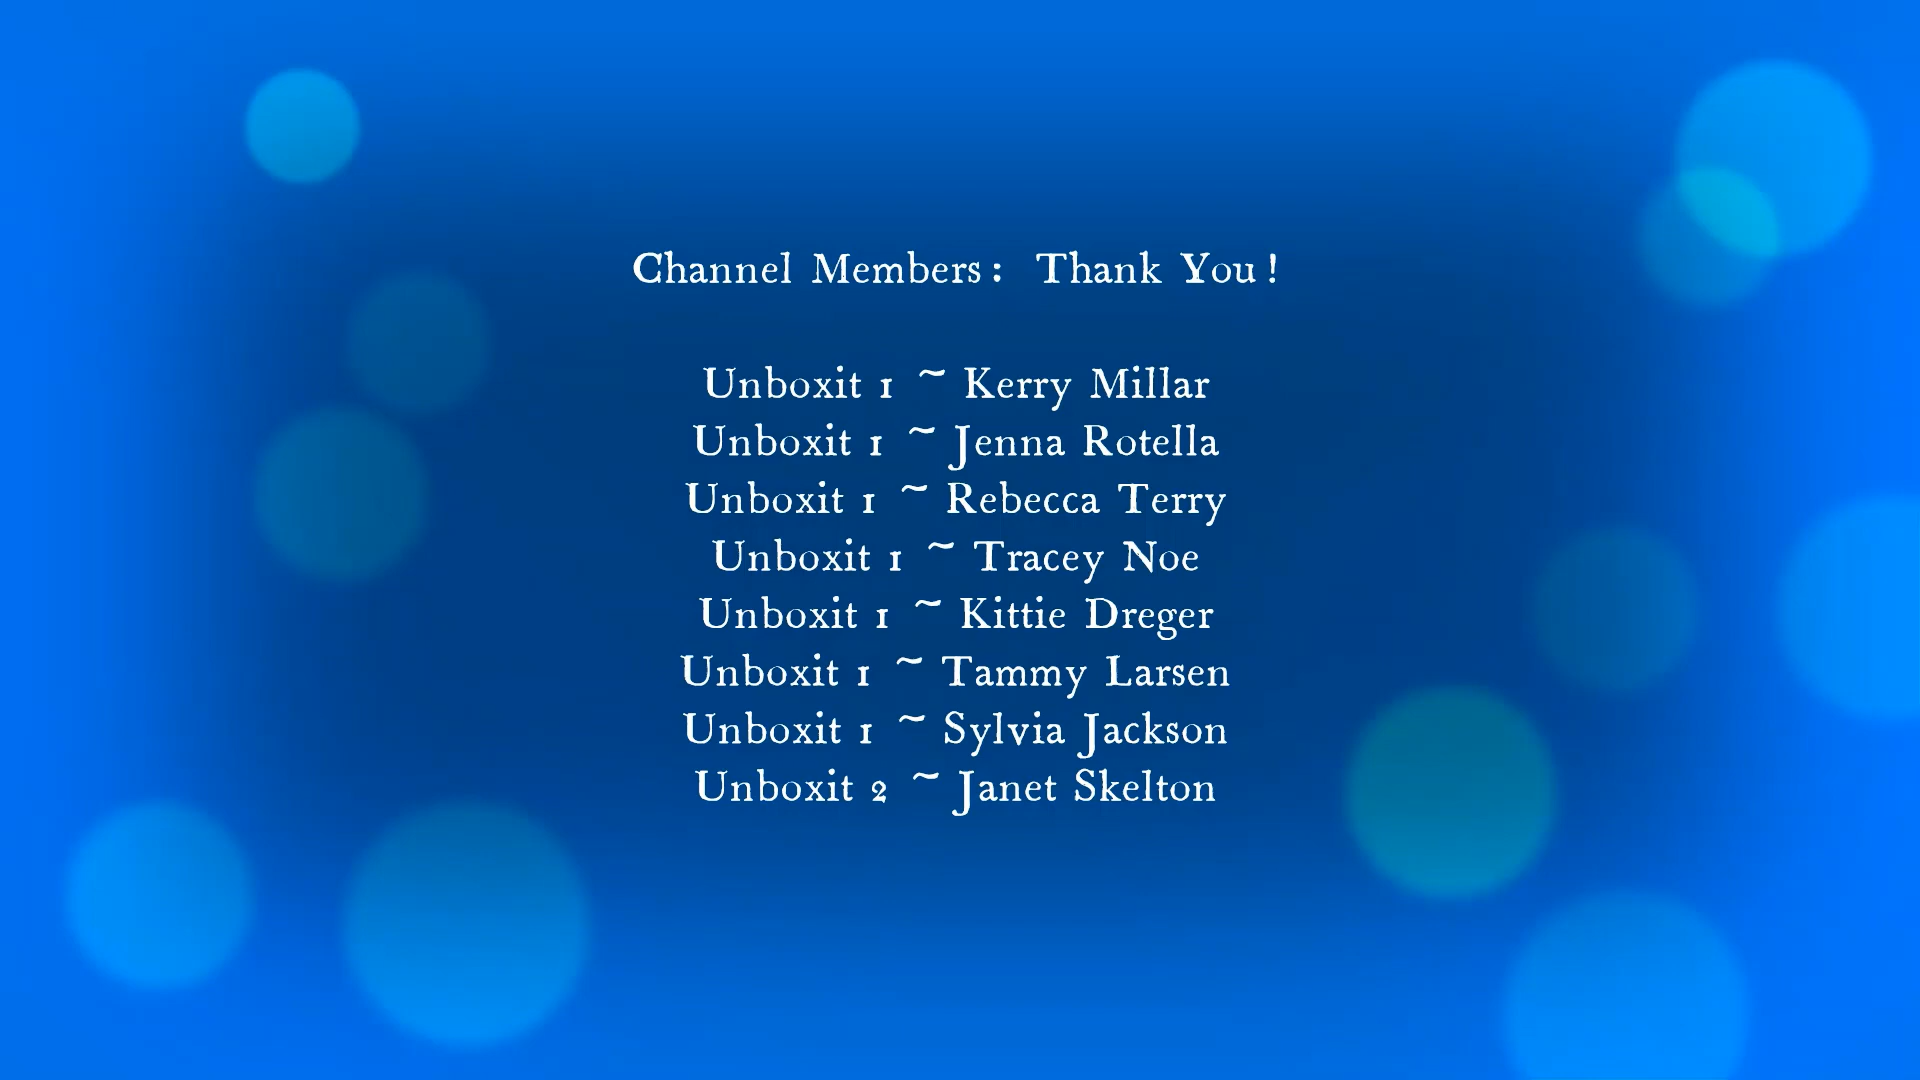 Channel Members: Thank You!
Unboxit 1 ~ Kerry Millar
Unboxit 1 ~ Jenna Rotella
Unboxit 1 ~ Rebecca Terry
Unboxit 1 ~ Tracey Noe
Unboxit 1 ~ Kittie Dreger
Unboxit 1 ~ Tammy Larsen
Unboxit 1 ~ Sylvia Jackson
Unboxit 2 ~ Janet Skelton